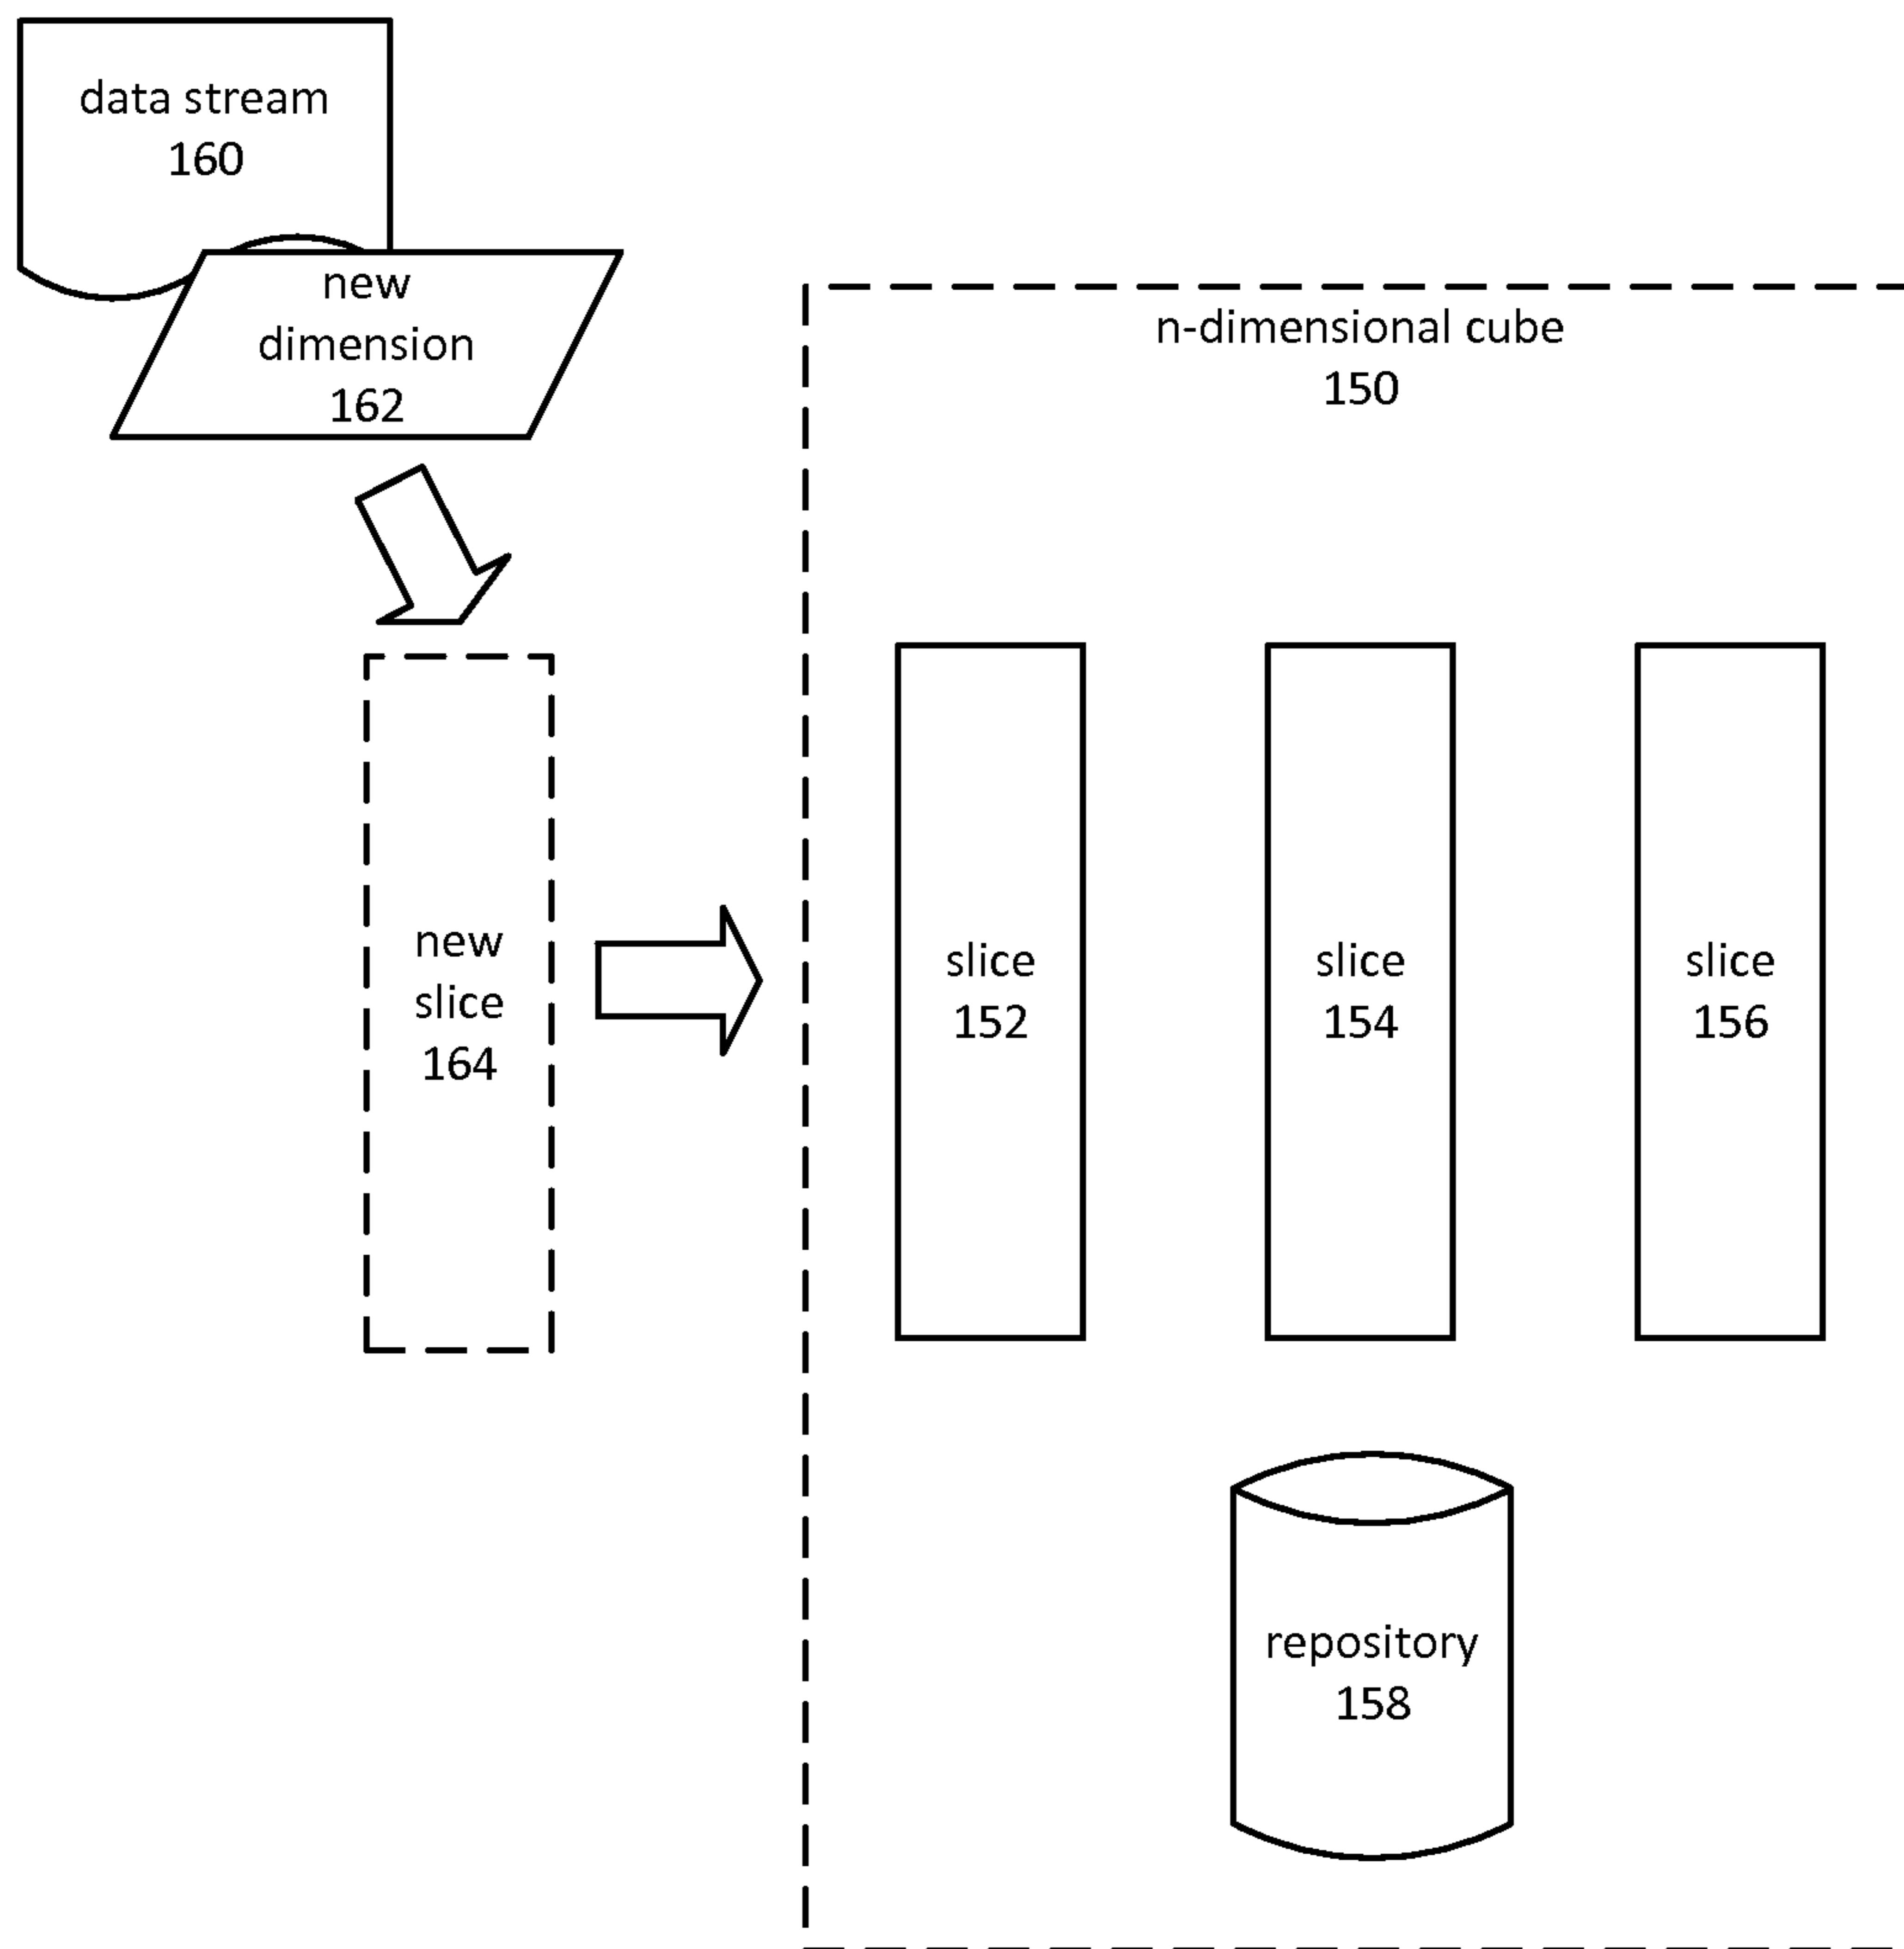 data stream
160
new
dimension
162
n-dimensional cube
150
new
slice
164
slice
152
slice
154
slice
156
repository
158